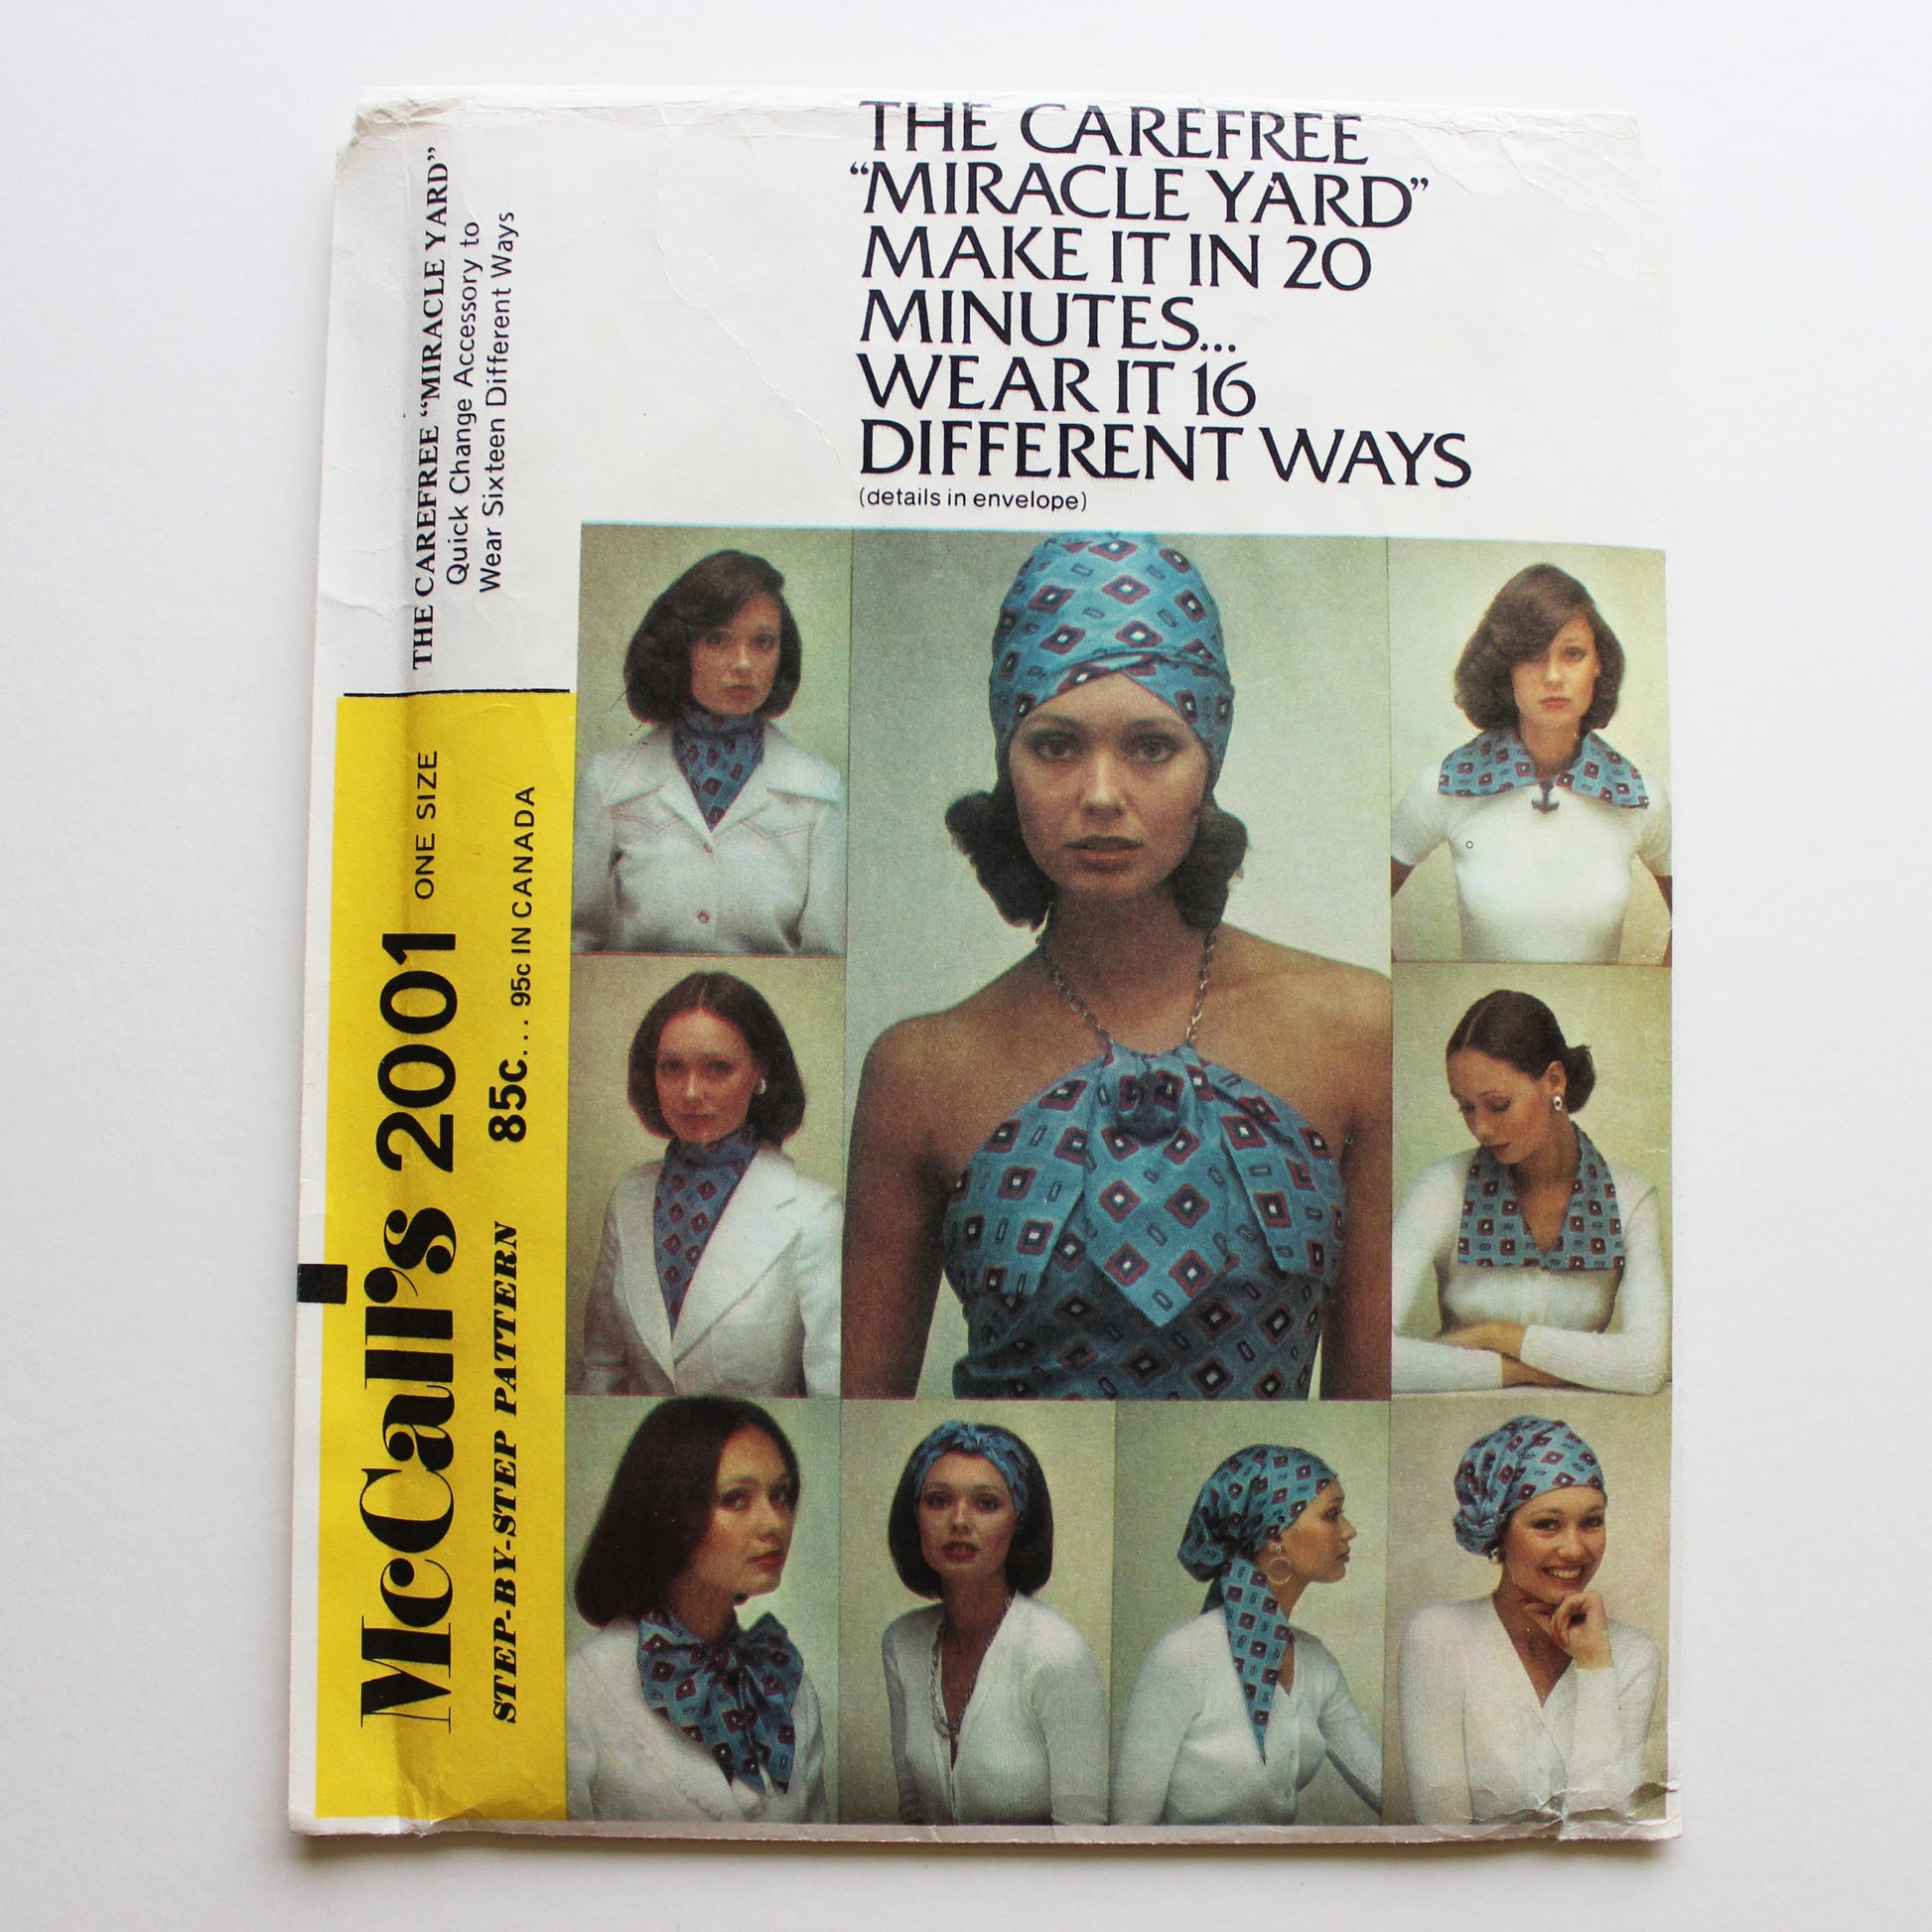 THE CAREFREE
“MIRACLE YARD”
MAKE IT IN 20
MINUTES...
WEAR IT 16
DIFFERENT WAYS
(details in envelope)
THE CAREFREE “MIRACLE YARD”
Quick Change Accessory to
Wear Sixteen Different Ways
McCall's 2001 ONE SIZE
STEP-BY-STEP PATTERN 85c... 95c IN CANADA